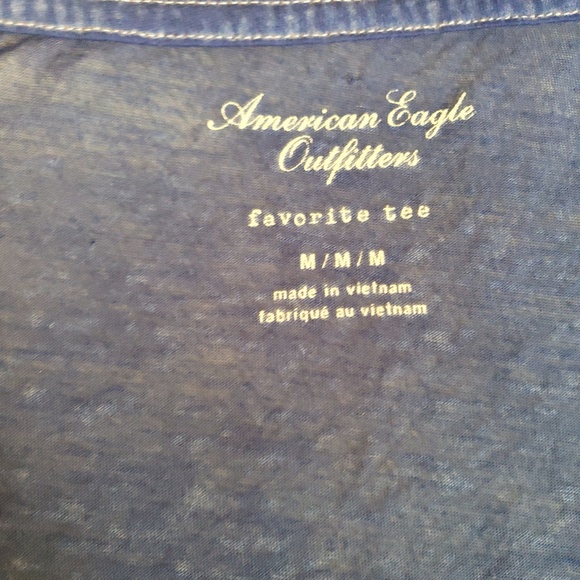 American Eagle
Outfitters
favorite tee
M/M/M
made in vietnam
fabriqué au vietnam